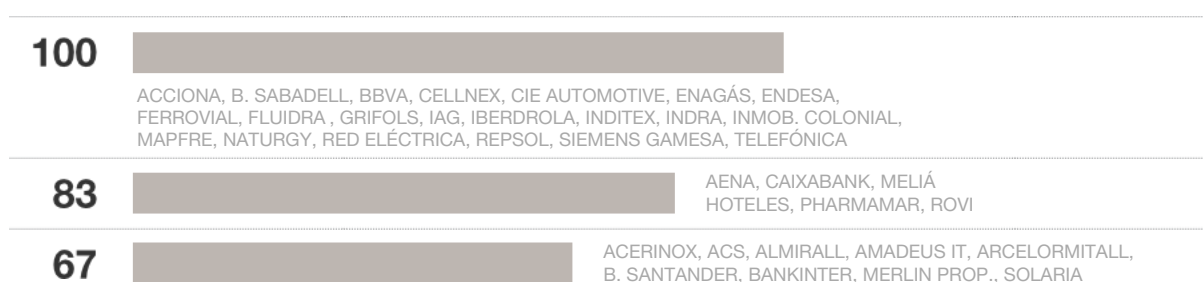 100
ACCIONA, B. SABADELL, BBVA, CELLNEX, CIE AUTOMOTIVE, ENAGÁS, ENDESA,
FERROVIAL, FLUIDRA , GRIFOLS, IAG, IBERDROLA, INDITEX, INDRA, INMOB. COLONIAL,
MAPFRE, NATURGY, RED ELÉCTRICA, REPSOL, SIEMENS GAMESA, TELEFÓNICA
83
AENA, CAIXABANK, MELIÁ
HOTELES, PHARMAMAR, ROVI
67
ACERINOX, ACS, ALMIRALL, AMADEUS IT, ARCELORMITALL,
B. SANTANDER, BANKINTER, MERLIN PROP., SOLARIA